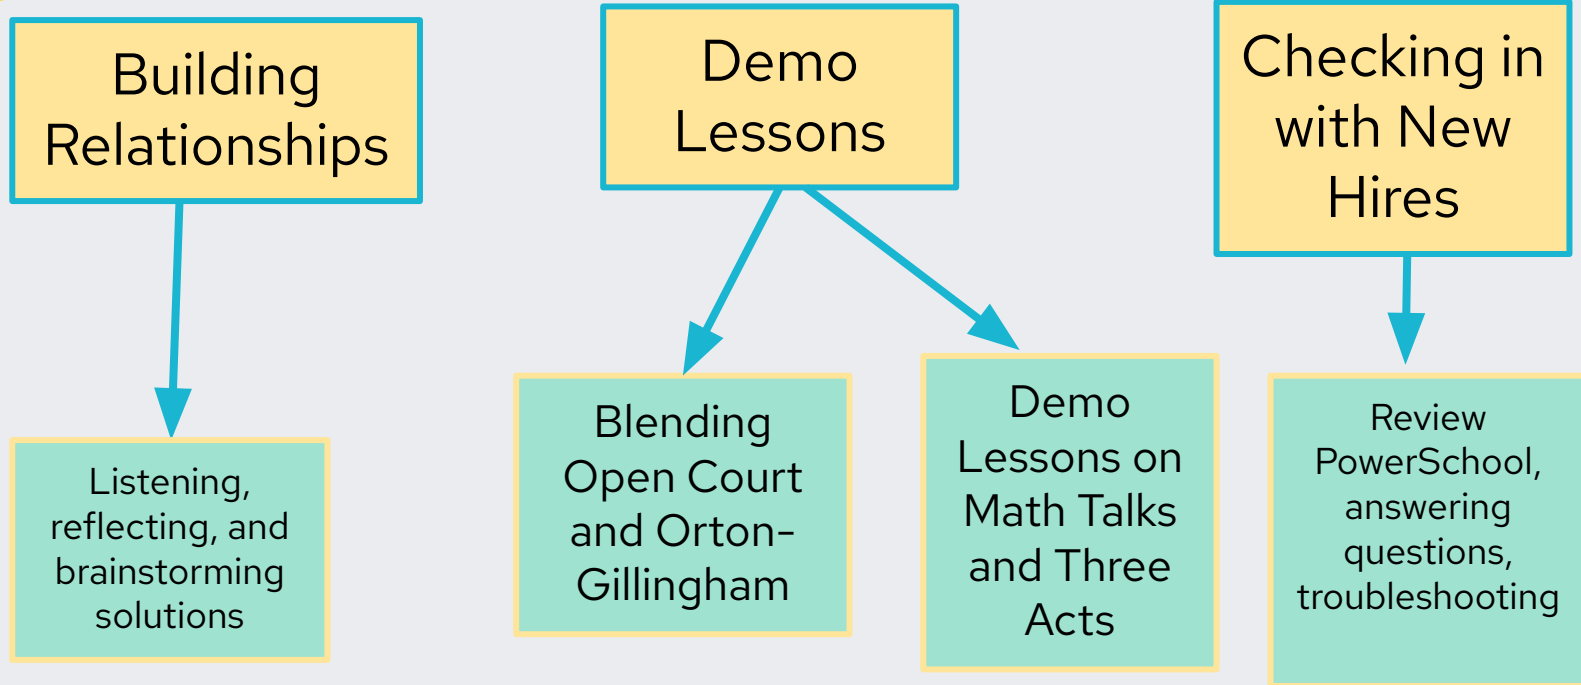 Building
Relationships
Demo
Lessons
Checking in
with New
Hires
Listening,
reflecting, and
brainstorming
solutions
Blending
Open Court
and Orton-
Gillingham
Demo
Lessons on
Math Talks
and Three
Acts
Review
PowerSchool,
answering
questions,
troubleshooting